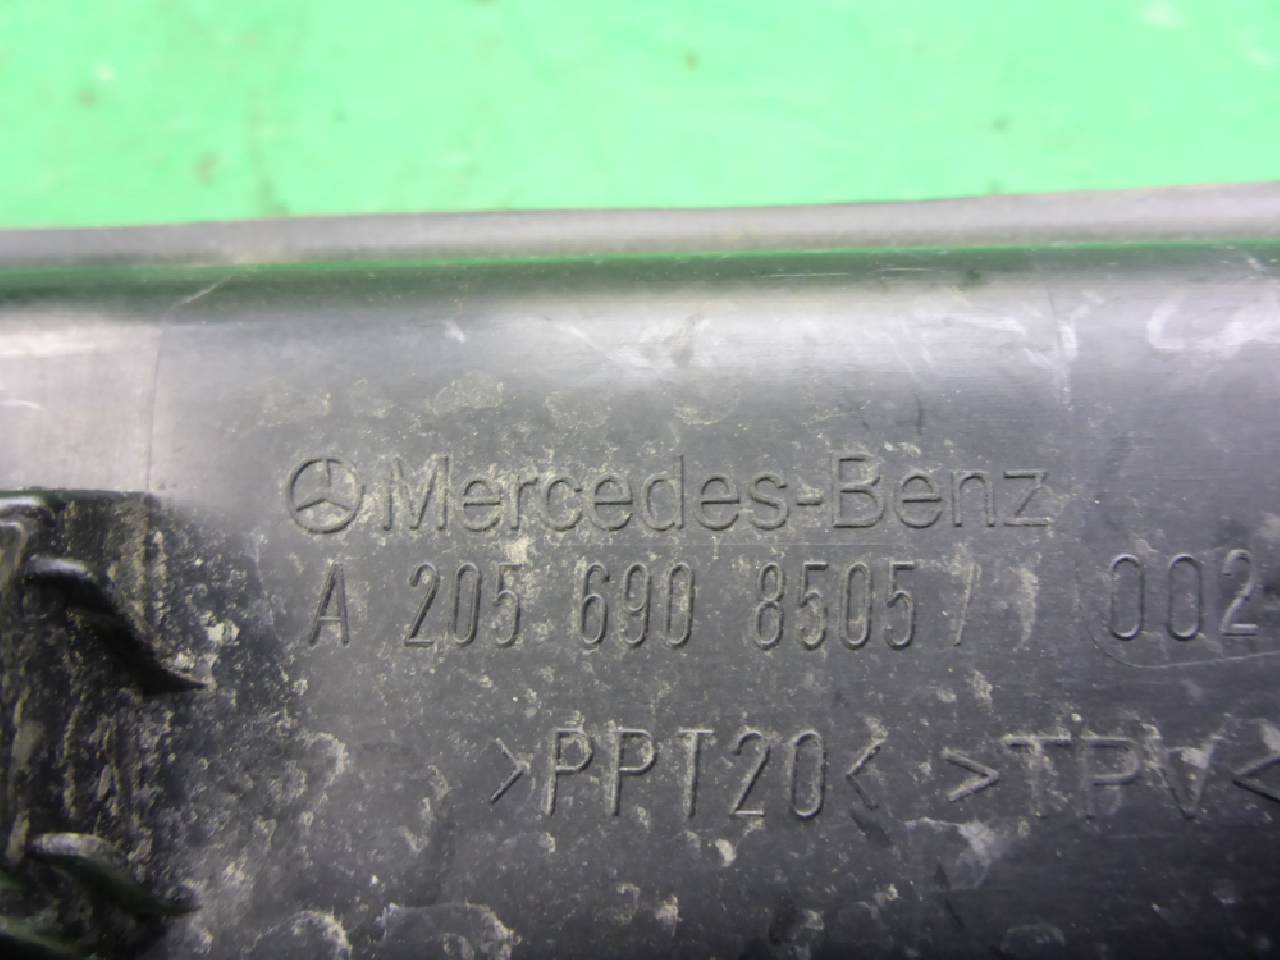 Mercedes-Benz
A 205 690 8505 / 002
>PPT20< >TPV<